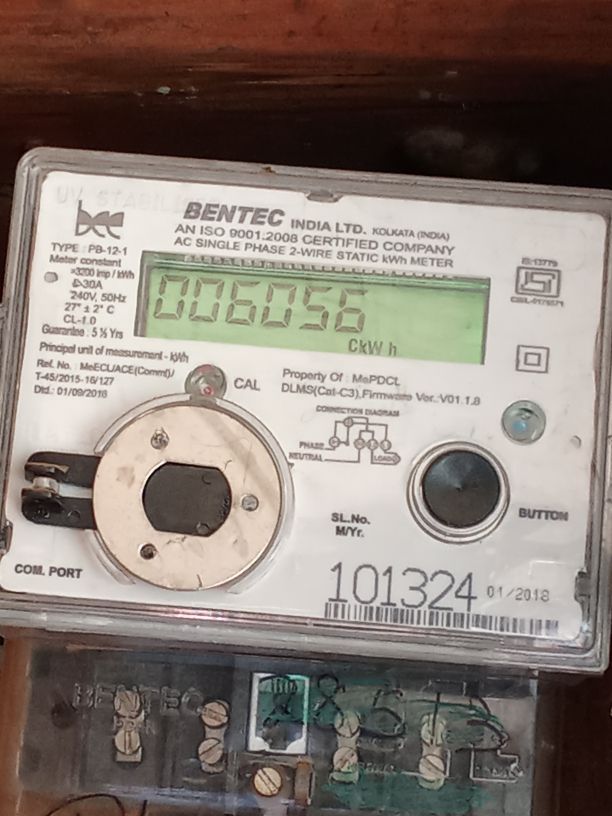 UV STABILISED
BENTEC INDIA LTD. KOLKATA (INDIA)
AN ISO 9001:2008 CERTIFIED COMPANY
AC SINGLE PHASE 2-WIRE STATIC kWh METER
TYPE : PB-12-1
Meter constant
=3200 imp / kWh
5-30A
240V, 50Hz
27° ± 2° C
CL-1.0
Guarantee : 5 ½ Yrs
IS:13779
006056
CkWh
Principal unit of measurement - kWh
Ref. No. : MeECL/ACE(Comml)/
T-45/2015-16/127
Dtd.: 01/09/2016
CAL
Property Of : MePDCL
DLMS(Cat-C3),Firmware Ver.:V01.1.8
CONNECTION DIAGRAM
PHASE
NEUTRAL
LOAD
SL.No.
M/Yr.
BUTTON
COM. PORT
101324 01/2018
BENTEC